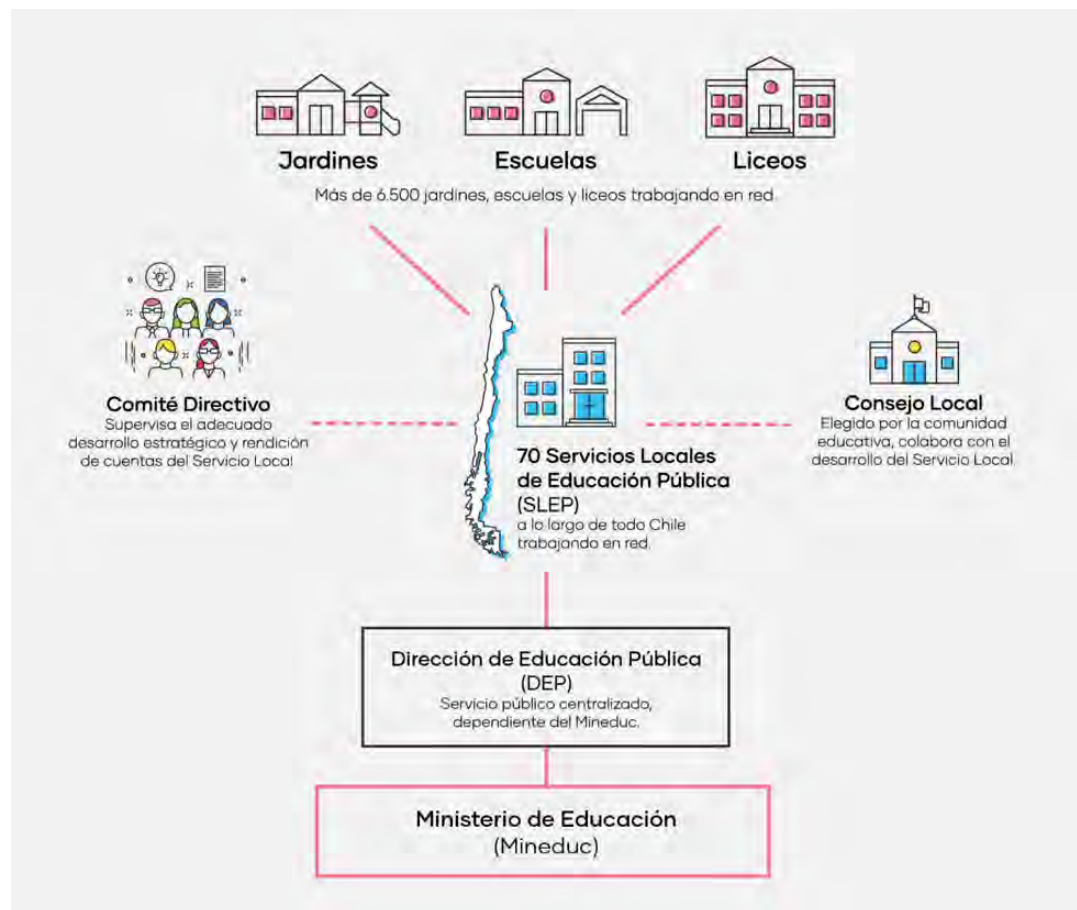 Jardines
Escuelas
Liceos
Más de 6.500 jardines, escuelas y liceos trabajando en red.
Comité Directivo
Supervisa el adecuado
desarrollo estratégico y rendición
de cuentas del Servicio Local
70 Servicios Locales
de Educación Pública
(SLEP)
a lo largo de todo Chile
trabajando en red.
Consejo Local
Elegido por la comunidad
educativa, colabora con el
desarrollo del Servicio Local
Dirección de Educación Pública
(DEP)
Servicio público centralizado,
dependiente del Mineduc.
Ministerio de Educación
(Mineduc)